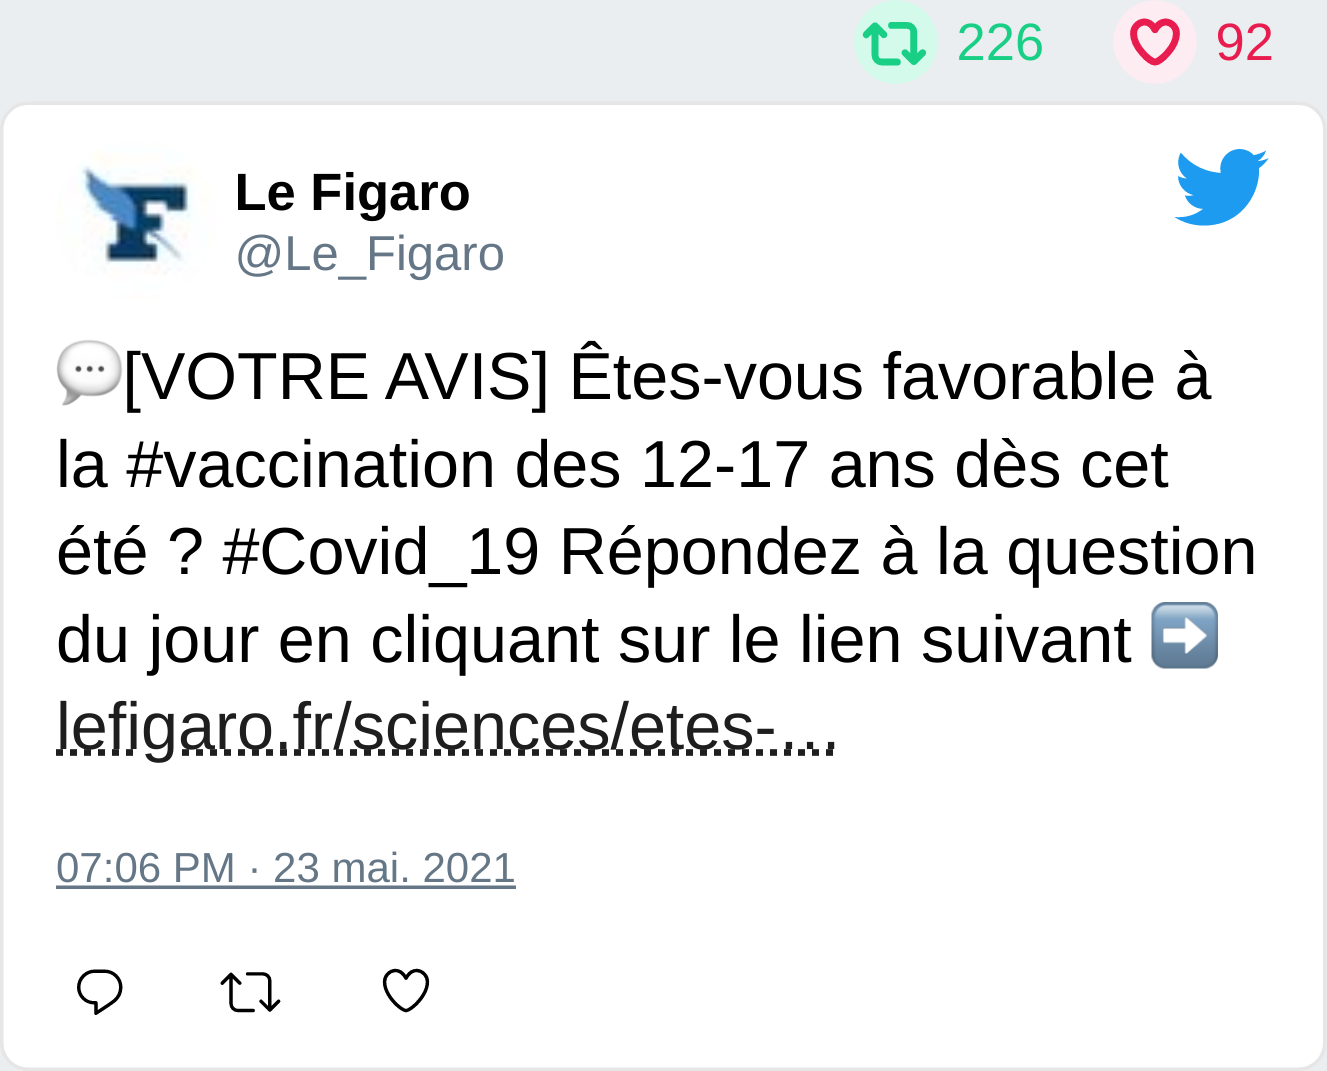 226 92
Le Figaro
@Le_Figaro
💬[VOTRE AVIS] Êtes-vous favorable à
la #vaccination des 12-17 ans dès cet
été ? #Covid_19 Répondez à la question
du jour en cliquant sur le lien suivant ➡️
lefigaro.fr/sciences/etes-...
07:06 PM · 23 mai. 2021